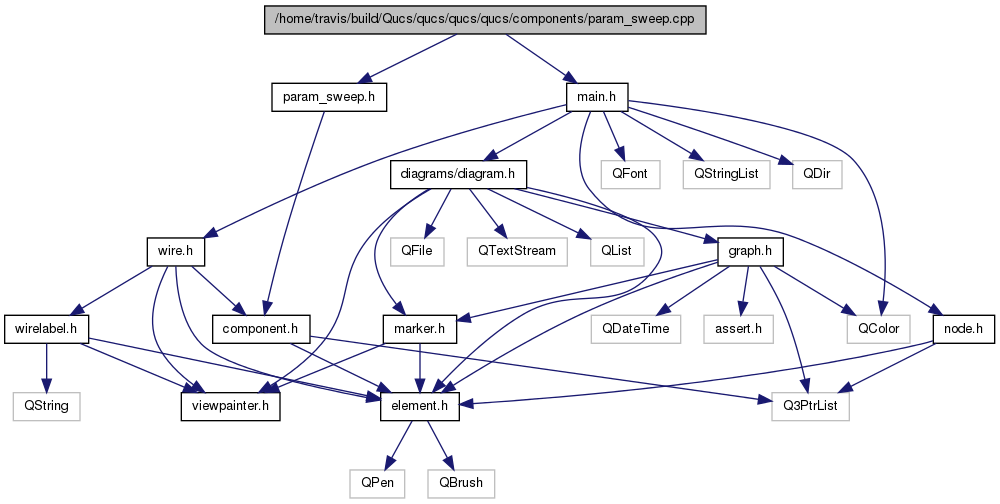 /home/travis/build/Qucs/qucs/qucs/qucs/components/param_sweep.cpp
param_sweep.h
main.h
diagrams/diagram.h
QFont
QStringList
QDir
wire.h
QFile
QTextStream
QList
graph.h
wirelabel.h
component.h
marker.h
QDateTime
assert.h
QColor
node.h
QString
viewpainter.h
element.h
Q3PtrList
QPen
QBrush